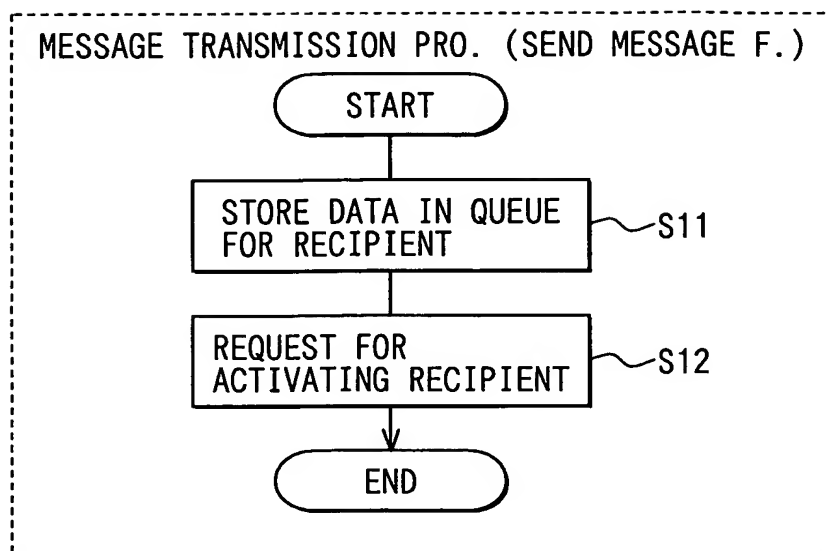 MESSAGE TRANSMISSION PRO. (SEND MESSAGE F.)
START
STORE DATA IN QUEUE
FOR RECIPIENT
S11
REQUEST FOR
ACTIVATING RECIPIENT
S12
END